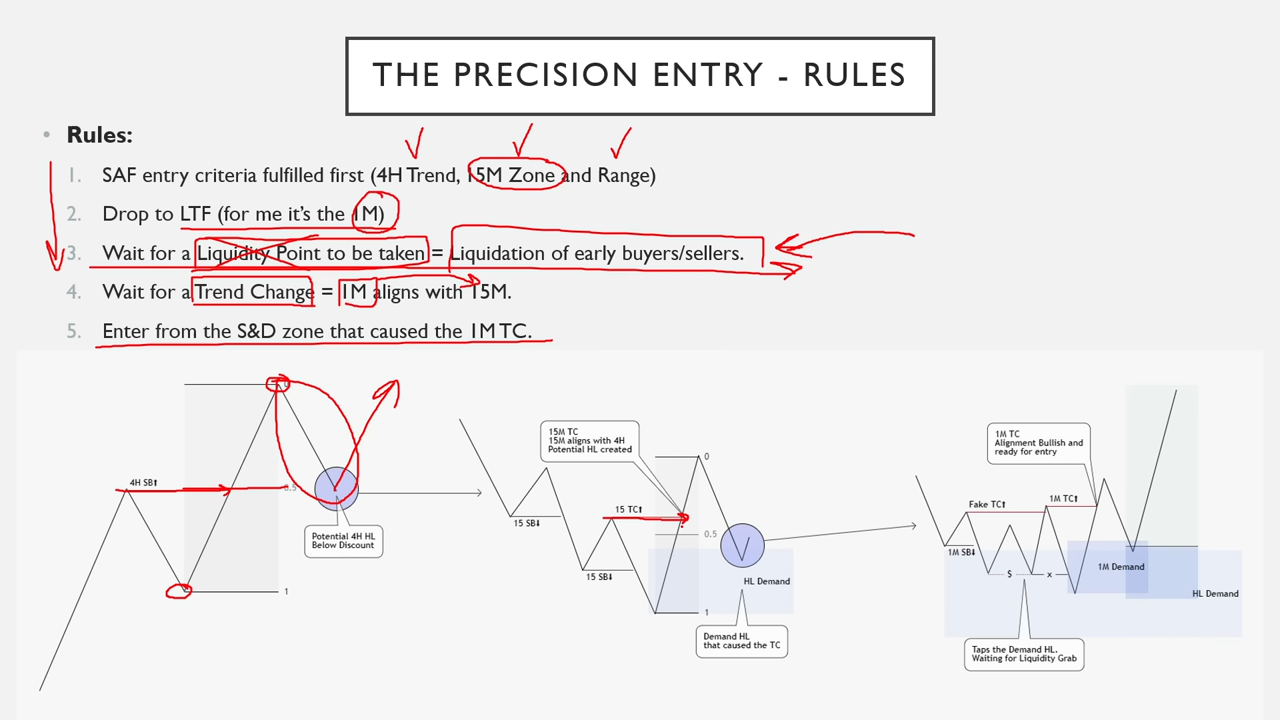 THE PRECISION ENTRY - RULES
• Rules:
1. SAF entry criteria fulfilled first (4H Trend, 15M Zone and Range)
2. Drop to LTF (for me it's the 1M)
3. Wait for a Liquidity Point to be taken = Liquidation of early buyers/sellers.
4. Wait for a Trend Change = 1M aligns with 15M.
5. Enter from the S&D zone that caused the 1M TC.
0
4H SB↑
0.5
Potential 4H HL
Below Discount
1
15M TC
15M aligns with 4H
Potential HL created
0
15 TC↑
15 SB↓
0.5
15 SB↓
HL Demand
1
Demand HL
that caused the TC
1M TC
Alignment Bullish and
ready for entry
Fake TC↑
1M TC↑
1M SB↓
$
x
1M Demand
HL Demand
Taps the Demand HL.
Waiting for Liquidity Grab